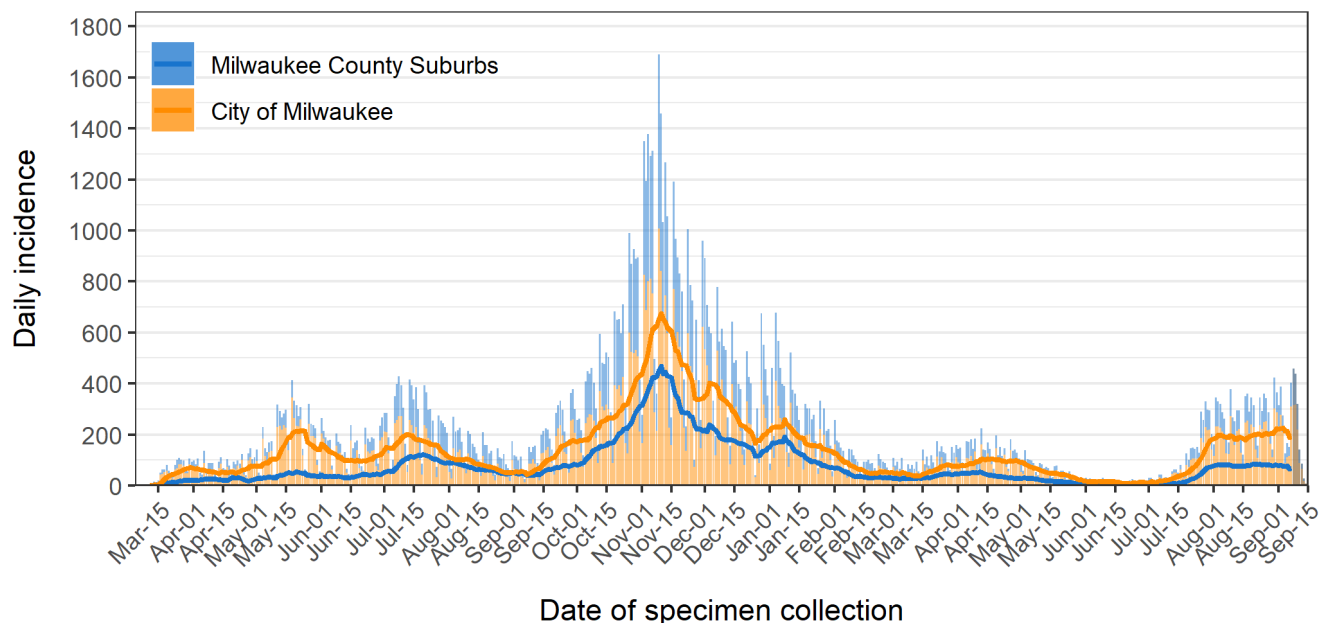 1800
1600
1400
1200
1000
800
600
400
200
0
Daily incidence
Milwaukee County Suburbs
City of Milwaukee
Mar-15
Apr-01
Apr-15
May-01
May-15
Jun-01
Jun-15
Jul-01
Jul-15
Aug-01
Aug-15
Sep-01
Sep-15
Oct-01
Oct-15
Nov-01
Nov-15
Dec-01
Dec-15
Jan-01
Jan-15
Feb-01
Feb-15
Mar-01
Mar-15
Apr-01
Apr-15
May-01
May-15
Jun-01
Jun-15
Jul-01
Jul-15
Aug-01
Aug-15
Sep-01
Sep-15
Date of specimen collection